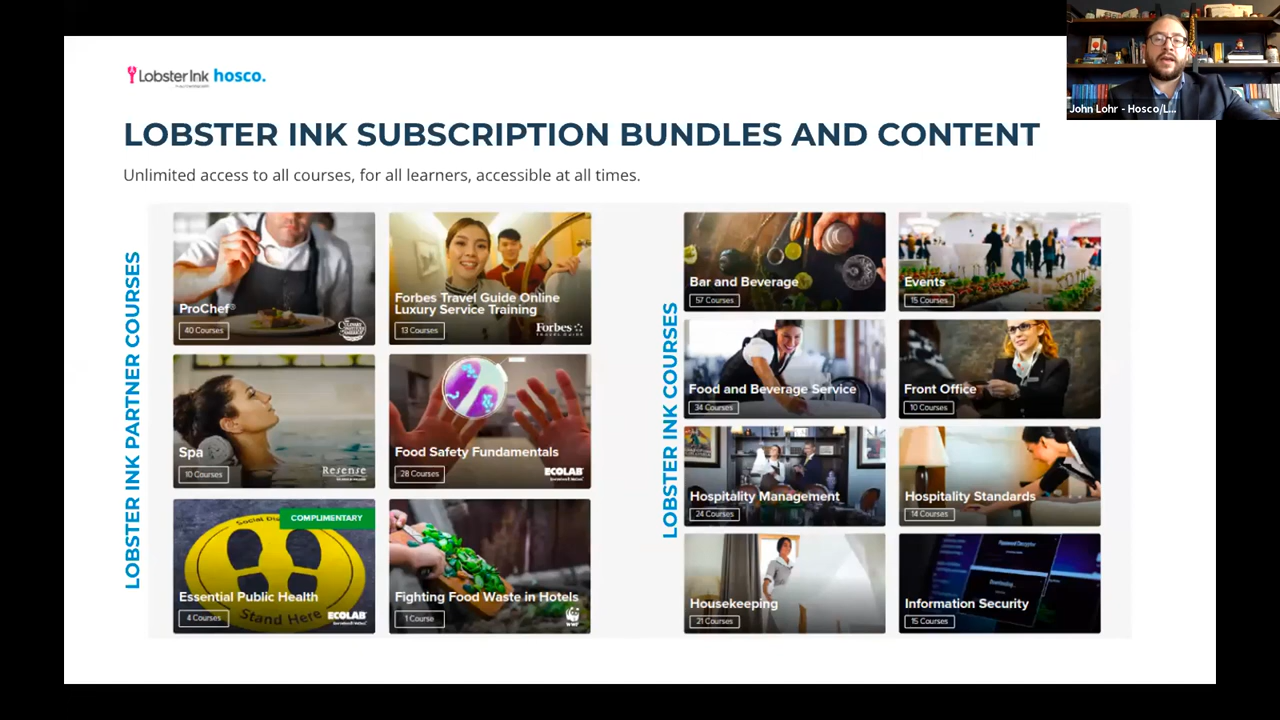 Lobster Ink hosco.
John Lohr - Hosco/L...
LOBSTER INK SUBSCRIPTION BUNDLES AND CONTENT
Unlimited access to all courses, for all learners, accessible at all times.
LOBSTER INK PARTNER COURSES
ProChef®
40 Courses
Forbes Travel Guide Online
Luxury Service Training
13 Courses
Forbes
TRAVEL GUIDE
Spa
10 Courses
Resense
Food Safety Fundamentals
28 Courses
ECOLAB
COMPLIMENTARY
Essential Public Health
4 Courses
Stand Here
ECOLAB
Fighting Food Waste in Hotels
1 Course
WWF
LOBSTER INK COURSES
Bar and Beverage
57 Courses
Events
15 Courses
Food and Beverage Service
34 Courses
Front Office
10 Courses
Hospitality Management
24 Courses
Hospitality Standards
14 Courses
Housekeeping
21 Courses
Information Security
15 Courses